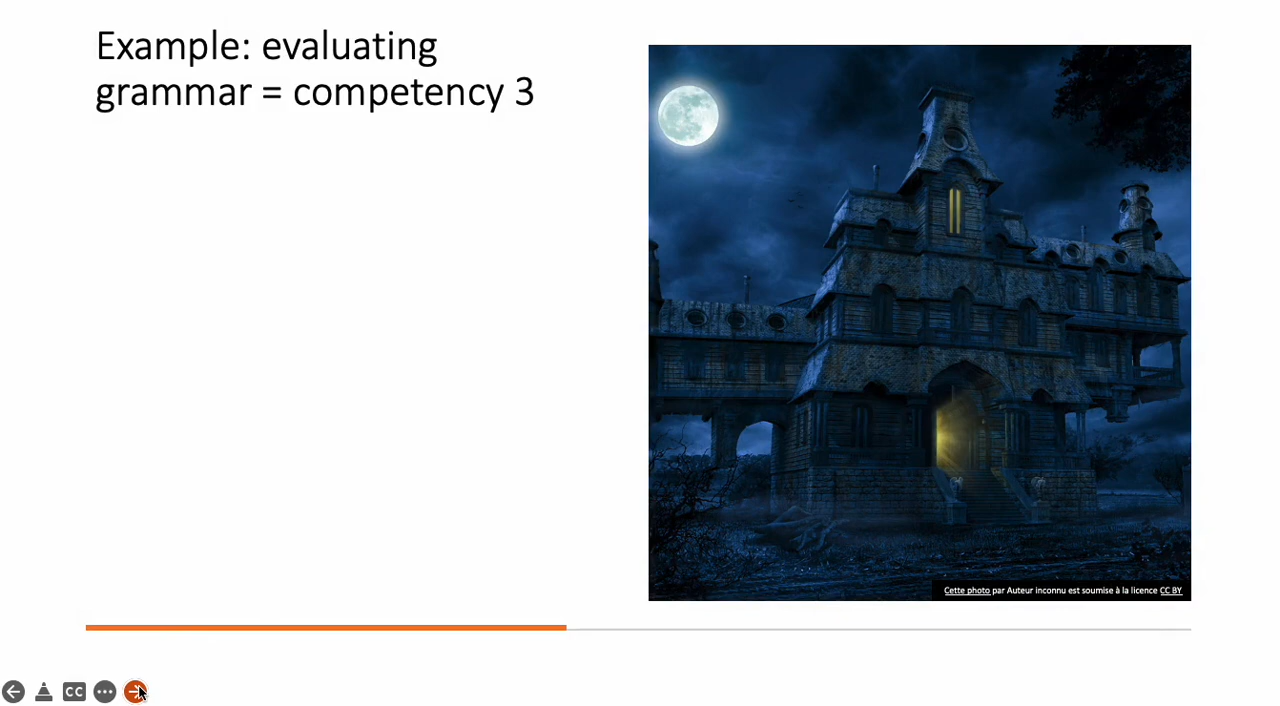 Example: evaluating
grammar = competency 3
Cette photo par Auteur inconnu est soumise à la licence CC BY
CC